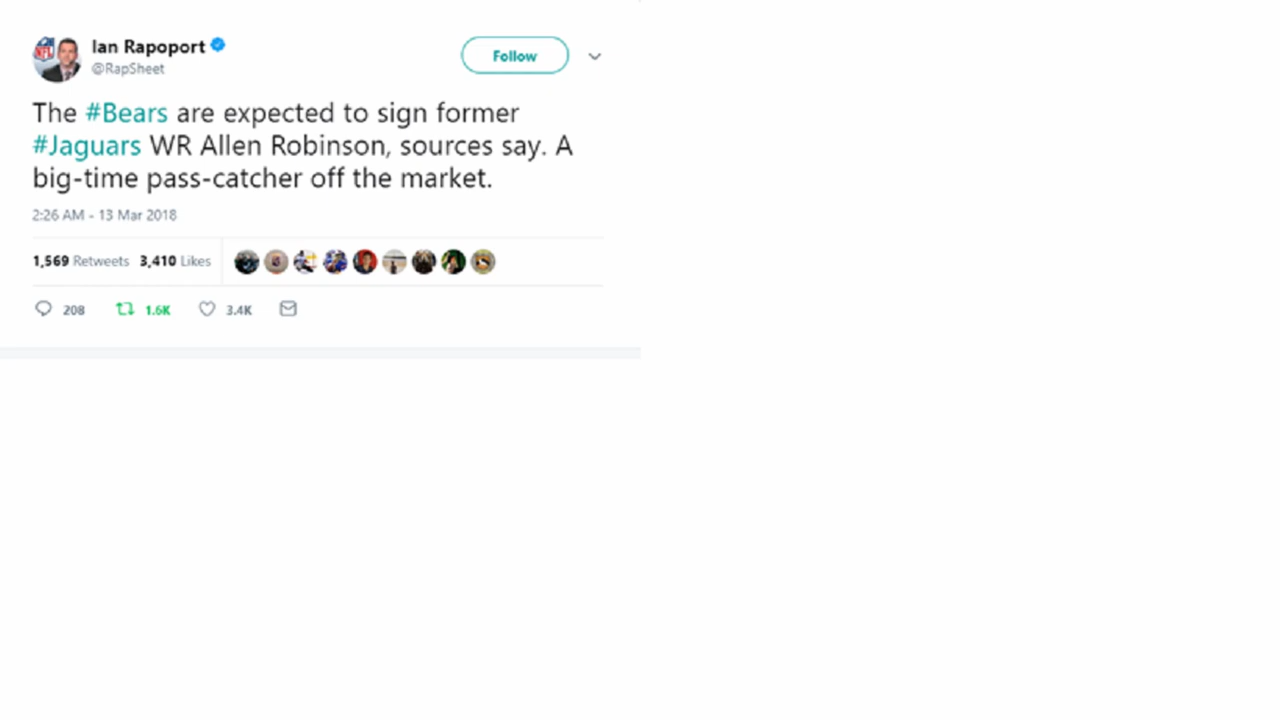 Ian Rapoport
@RapSheet
Follow
The #Bears are expected to sign former
#Jaguars WR Allen Robinson, sources say. A
big-time pass-catcher off the market.
2:26 AM - 13 Mar 2018
1,569 Retweets 3,410 Likes
208 1.6K 3.4K